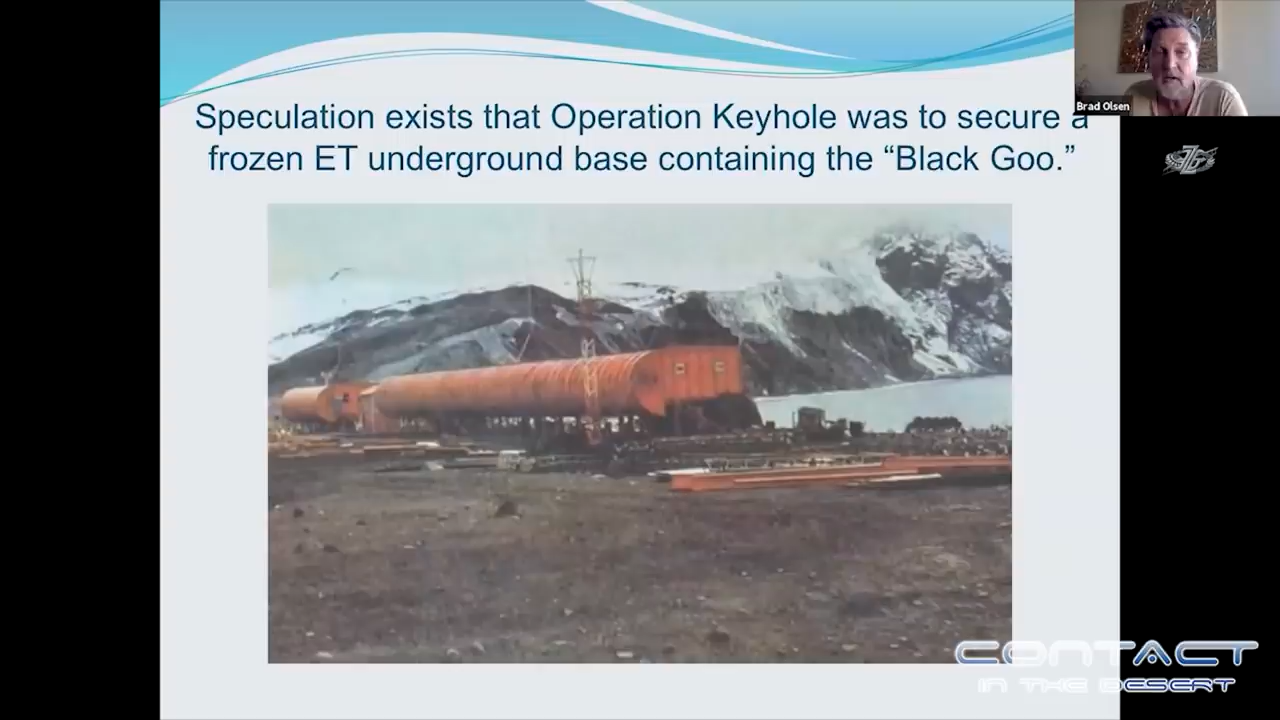 Speculation exists that Operation Keyhole was to secure a
frozen ET underground base containing the “Black Goo.”
Brad Olsen
CONTACT
IN THE DESERT